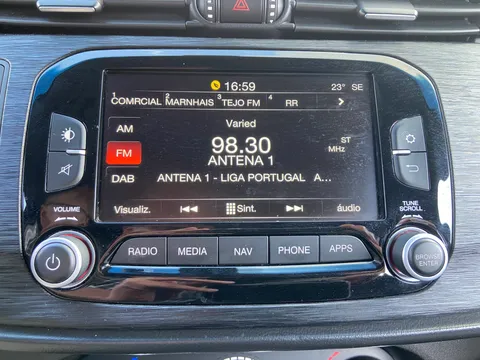 16:59 23° SE
1 COMRCIAL 2 MARNHAIS 3 TEJO FM 4 RR >
AM Varied
FM 98.30 ST MHz
ANTENA 1
DAB ANTENA 1 - LIGA PORTUGAL A...
Visualiz. Sint. áudio
VOLUME
TUNE SCROLL
RADIO MEDIA NAV PHONE APPS
BROWSE ENTER